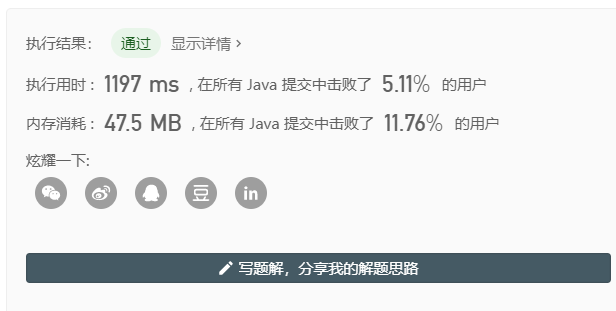 执行结果： 通过 显示详情 >
执行用时： 1197 ms ，在所有 Java 提交中击败了 5.11% 的用户
内存消耗： 47.5 MB ，在所有 Java 提交中击败了 11.76% 的用户
炫耀一下:
豆 in
写题解，分享我的解题思路